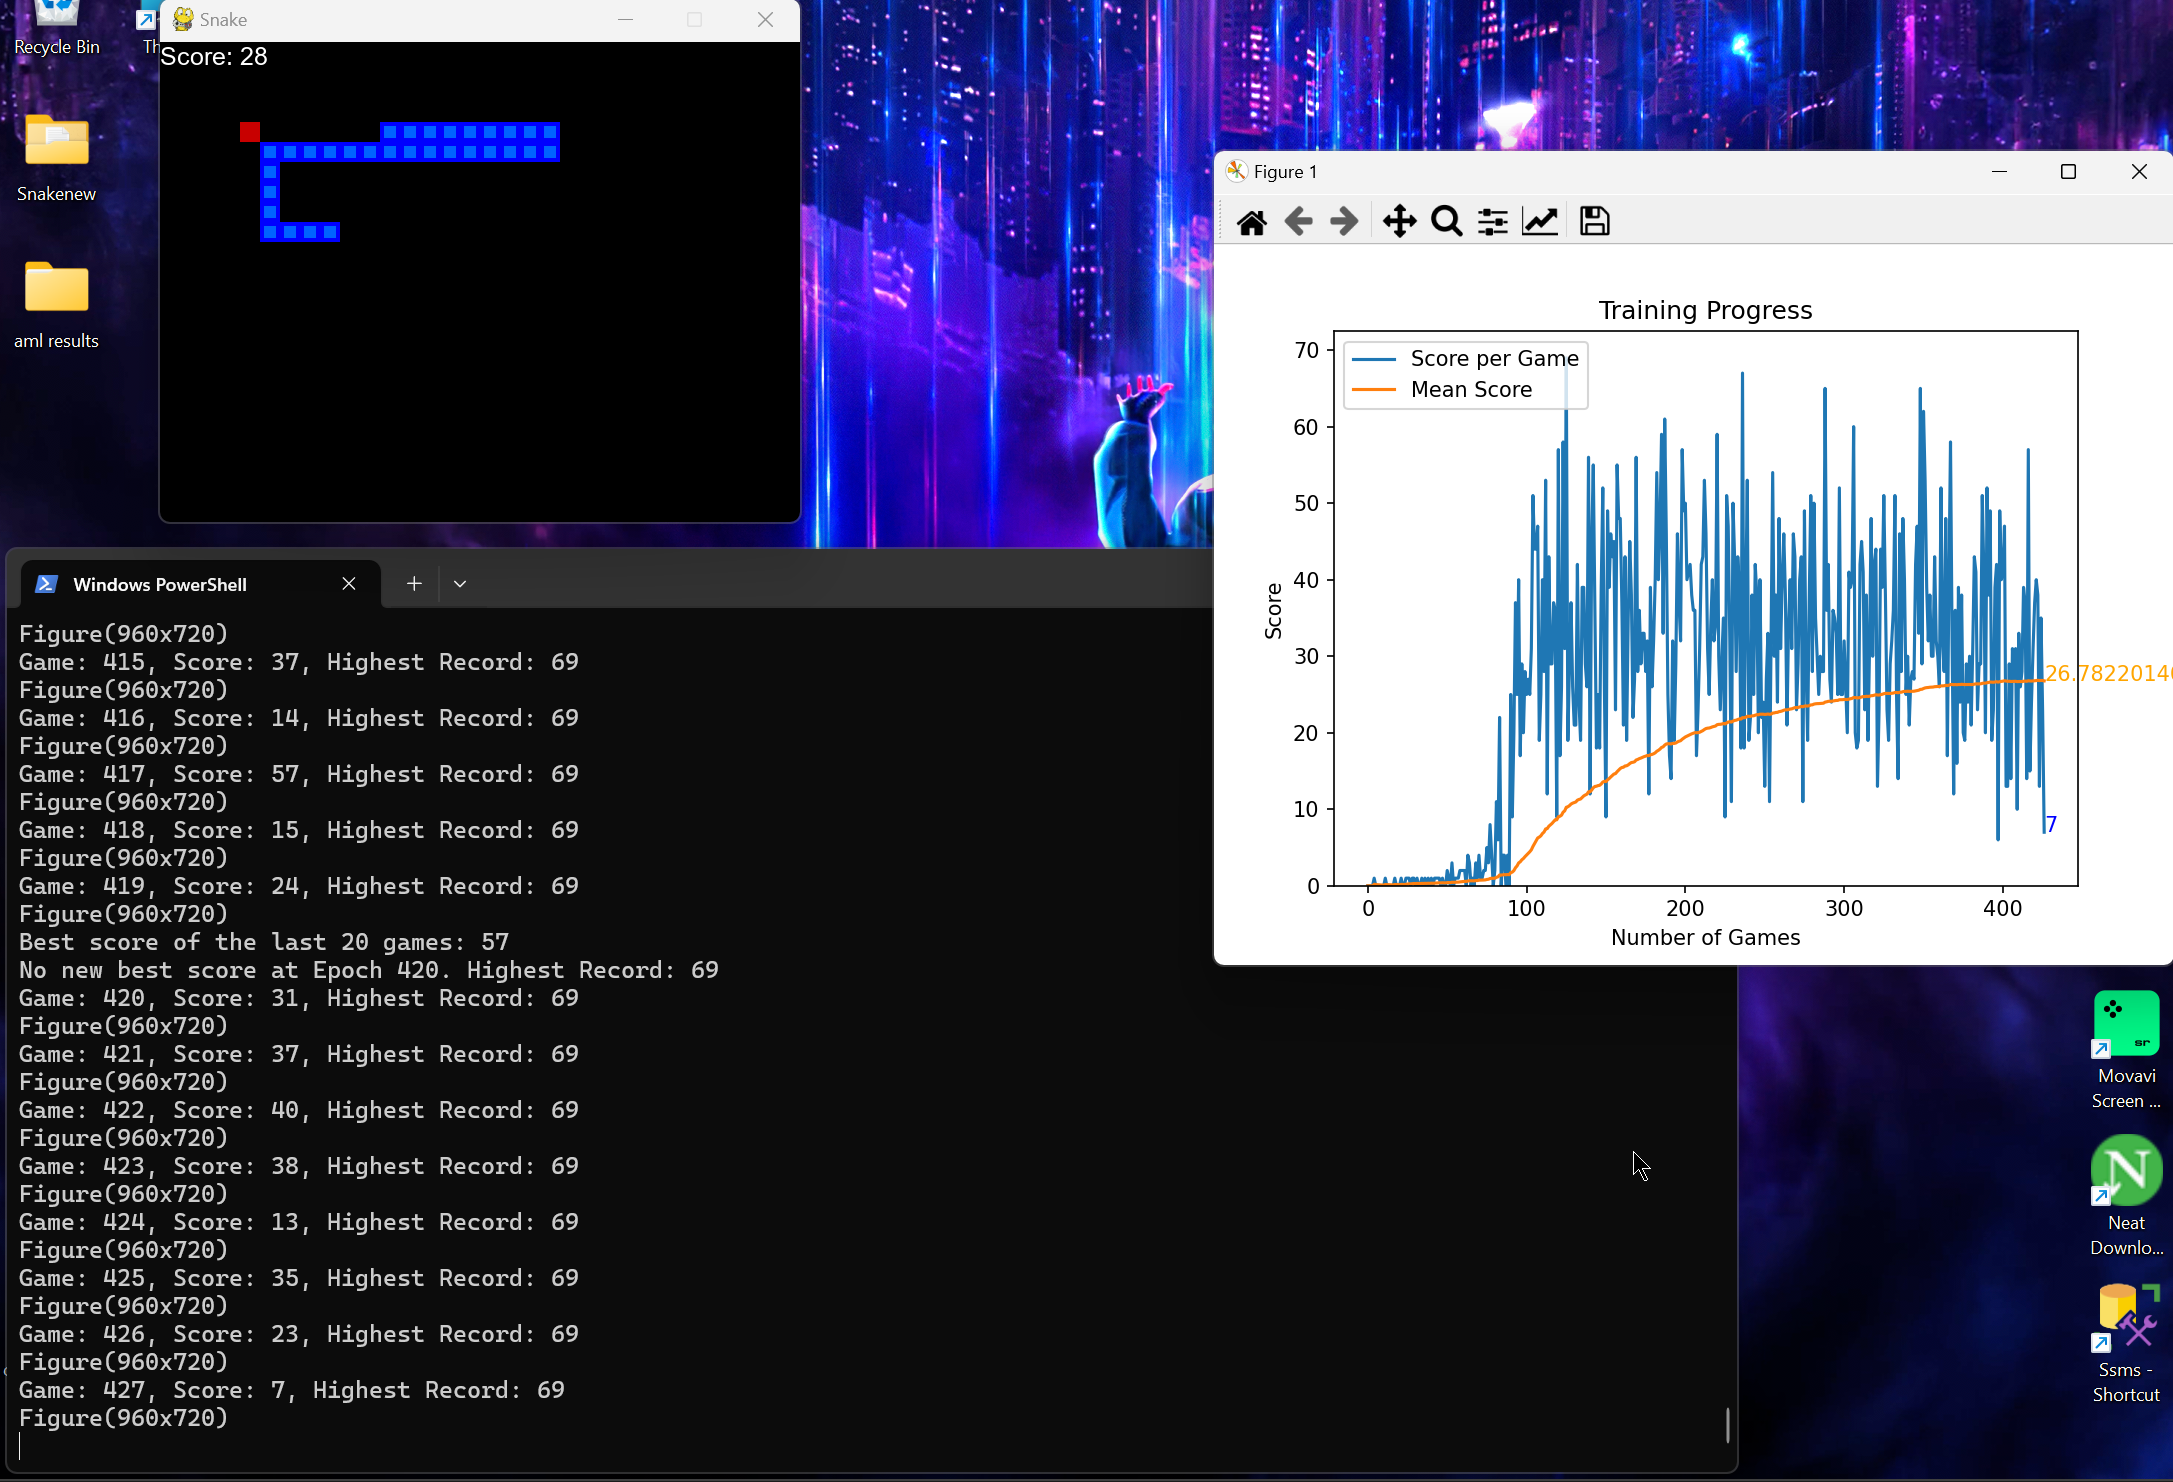 Recycle Bin
Th
Snakenew
aml results
Snake
Score: 28
Figure 1
Training Progress
Score per Game
Mean Score
70
60
50
40
30
20
10
0
Score
26.7822014
7
0
100
200
300
400
Number of Games
Windows PowerShell
Figure(960x720)
Game: 415, Score: 37, Highest Record: 69
Figure(960x720)
Game: 416, Score: 14, Highest Record: 69
Figure(960x720)
Game: 417, Score: 57, Highest Record: 69
Figure(960x720)
Game: 418, Score: 15, Highest Record: 69
Figure(960x720)
Game: 419, Score: 24, Highest Record: 69
Figure(960x720)
Best score of the last 20 games: 57
No new best score at Epoch 420. Highest Record: 69
Game: 420, Score: 31, Highest Record: 69
Figure(960x720)
Game: 421, Score: 37, Highest Record: 69
Figure(960x720)
Game: 422, Score: 40, Highest Record: 69
Figure(960x720)
Game: 423, Score: 38, Highest Record: 69
Figure(960x720)
Game: 424, Score: 13, Highest Record: 69
Figure(960x720)
Game: 425, Score: 35, Highest Record: 69
Figure(960x720)
Game: 426, Score: 23, Highest Record: 69
Figure(960x720)
Game: 427, Score: 7, Highest Record: 69
Figure(960x720)
sr
Movavi
Screen ...
N
Neat
Downlo...
Ssms -
Shortcut